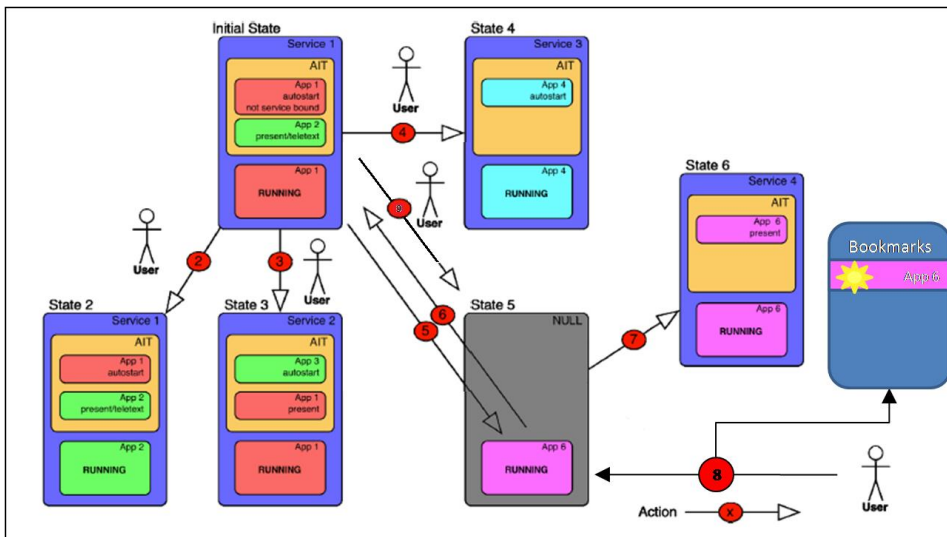 Initial State
Service 1
AIT
App 1
autostart
not service bound
App 2
present/teletext
App 1
RUNNING
User
4
State 4
Service 3
AIT
App 4
autostart
App 4
RUNNING
User
State 6
Service 4
AIT
App 6
present
App 6
RUNNING
Bookmarks
App 6
User
2
3
User
5
6
7
State 2
Service 1
AIT
App 1
autostart
App 2
present/teletext
App 2
RUNNING
State 3
Service 2
AIT
App 3
autostart
App 1
present
App 1
RUNNING
State 5
NULL
App 6
RUNNING
8
User
Action
x